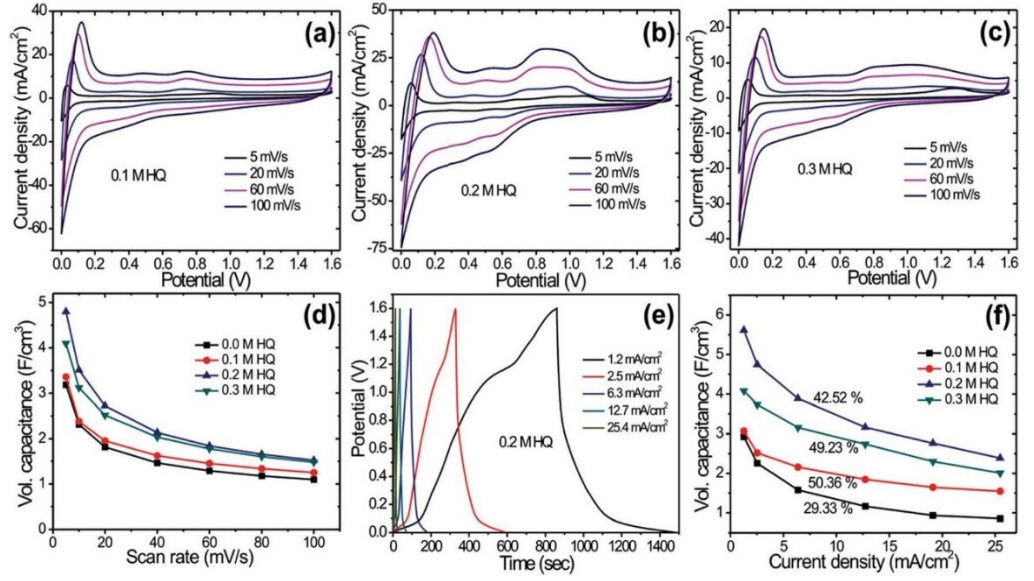 (a)
40
20
0
-20
-40
-60
0.0 0.2 0.4 0.6 0.8 1.0 1.2 1.4 1.6
Current density (mA/cm²)
Potential (V)
0.1 M HQ
5 mV/s
20 mV/s
60 mV/s
100 mV/s
(b)
50
25
0
-25
-50
-75
0.0 0.2 0.4 0.6 0.8 1.0 1.2 1.4 1.6
Current density (mA/cm²)
Potential (V)
0.2 M HQ
5 mV/s
20 mV/s
60 mV/s
100 mV/s
(c)
20
10
0
-10
-20
-30
-40
0.0 0.2 0.4 0.6 0.8 1.0 1.2 1.4 1.6
Current density (mA/cm²)
Potential (V)
0.3 M HQ
5 mV/s
20 mV/s
60 mV/s
100 mV/s
(d)
5
4
3
2
1
0
0 20 40 60 80 100
Vol. capacitance (F/cm³)
Scan rate (mV/s)
0.0 M HQ
0.1 M HQ
0.2 M HQ
0.3 M HQ
(e)
1.6
1.4
1.2
1.0
0.8
0.6
0.4
0.2
0.0
0 200 400 600 800 1000 1200 1400
Potential (V)
Time (sec)
0.2 M HQ
1.2 mA/cm²
2.5 mA/cm²
6.3 mA/cm²
12.7 mA/cm²
25.4 mA/cm²
(f)
6
5
4
3
2
1
0 5 10 15 20 25
Vol. capacitance (F/cm³)
Current density (mA/cm²)
0.0 M HQ
0.1 M HQ
0.2 M HQ
0.3 M HQ
42.52 %
49.23 %
50.36 %
29.33 %